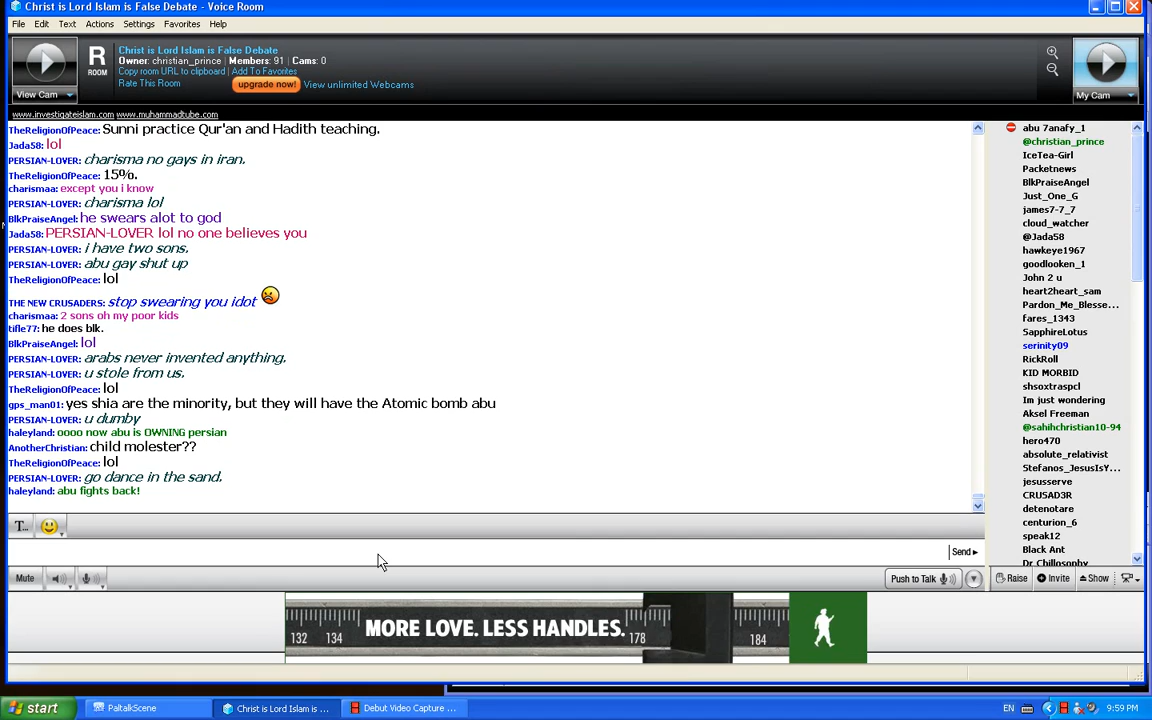 Christ is Lord Islam is False Debate - Voice Room
File Edit Text Actions Settings Favorites Help
View Cam
R
ROOM
Christ is Lord Islam is False Debate
Owner: christian_prince | Members: 91 | Cams: 0
Copy room URL to clipboard | Add To Favorites
Rate This Room
upgrade now! View unlimited Webcams
My Cam
www.investigateislam.com www.muhammadtube.com
TheReligionOfPeace: Sunni practice Qur'an and Hadith teaching.
Jada58: lol
PERSIAN-LOVER: charisma no gays in iran.
TheReligionOfPeace: 15%.
charismaa: except you i know
PERSIAN-LOVER: charisma lol
BlkPraiseAngel: he swears alot to god
Jada58: PERSIAN-LOVER lol no one believes you
PERSIAN-LOVER: i have two sons.
PERSIAN-LOVER: abu gay shut up
TheReligionOfPeace: lol
THE NEW CRUSADERS: stop swearing you idot
charismaa: 2 sons oh my poor kids
tifle77: he does blk.
BlkPraiseAngel: lol
PERSIAN-LOVER: arabs never invented anything.
PERSIAN-LOVER: u stole from us.
TheReligionOfPeace: lol
gps_man01: yes shia are the minority, but they will have the Atomic bomb abu
PERSIAN-LOVER: u dumby
haleyland: oooo now abu is OWNING persian
AnotherChristian: child molester??
TheReligionOfPeace: lol
PERSIAN-LOVER: go dance in the sand.
haleyland: abu fights back!
abu 7anafy_1
@christian_prince
IceTea-Girl
Packetnews
BlkPraiseAngel
Just_One_G
james7-7_7
cloud_watcher
@Jada58
hawkeye1967
goodlooken_1
John 2 u
heart2heart_sam
Pardon_Me_Blesse...
fares_1343
SapphireLotus
serinity09
RickRoll
KID MORBID
shsoxtraspcl
Im just wondering
Aksel Freeman
@sahihchristian10-94
hero470
absolute_relativist
Stefanos_JesusIsY...
jesusserve
CRUSAD3R
detenotare
centurion_6
speak12
Black Ant
Dr Chillosophy
T...
Send
Mute
Push to Talk
Raise Invite Show
132 134 MORE LOVE. LESS HANDLES. 178 184
start PaltalkScene Christ is Lord Islam is ... Debut Video Capture ... EN 9:59 PM